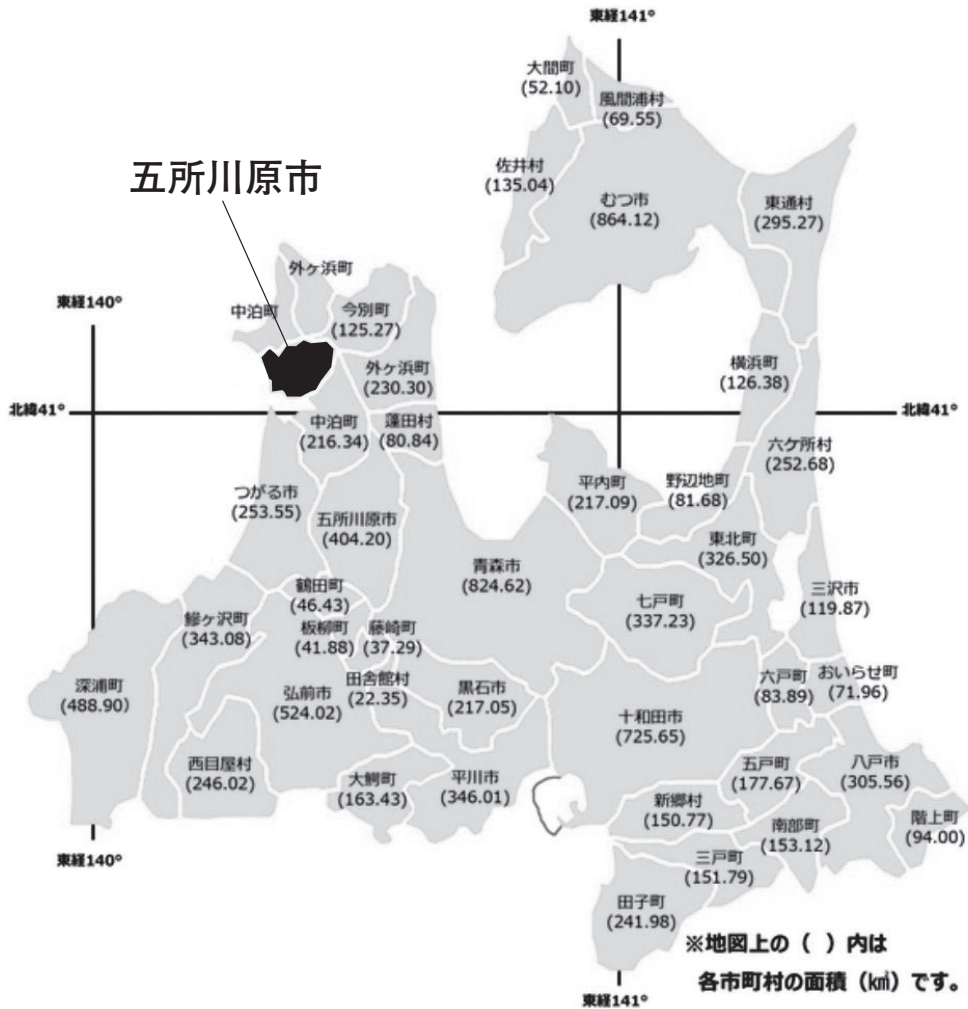 東経141°
大間町
(52.10)
風間浦村
(69.55)
佐井村
(135.04)
むつ市
(864.12)
東通村
(295.27)
五所川原市
外ヶ浜町
東経140°
中泊町
今別町
(125.27)
外ヶ浜町
(230.30)
横浜町
(126.38)
北緯41°
北緯41°
中泊町
(216.34)
蓬田村
(80.84)
六ケ所村
(252.68)
つがる市
(253.55)
五所川原市
(404.20)
平内町
(217.09)
野辺地町
(81.68)
東北町
(326.50)
青森市
(824.62)
三沢市
(119.87)
鶴田町
(46.43)
七戸町
(337.23)
鰺ヶ沢町
(343.08)
板柳町
(41.88)
藤崎町
(37.29)
深浦町
(488.90)
弘前市
(524.02)
田舎館村
(22.35)
黒石市
(217.05)
六戸町
(83.89)
おいらせ町
(71.96)
十和田市
(725.65)
西目屋村
(246.02)
大鰐町
(163.43)
平川市
(346.01)
五戸町
(177.67)
八戸市
(305.56)
新郷村
(150.77)
南部町
(153.12)
階上町
(94.00)
東経140°
三戸町
(151.79)
田子町
(241.98)
※地図上の（　）内は
各市町村の面積（㎢）です。
東経141°